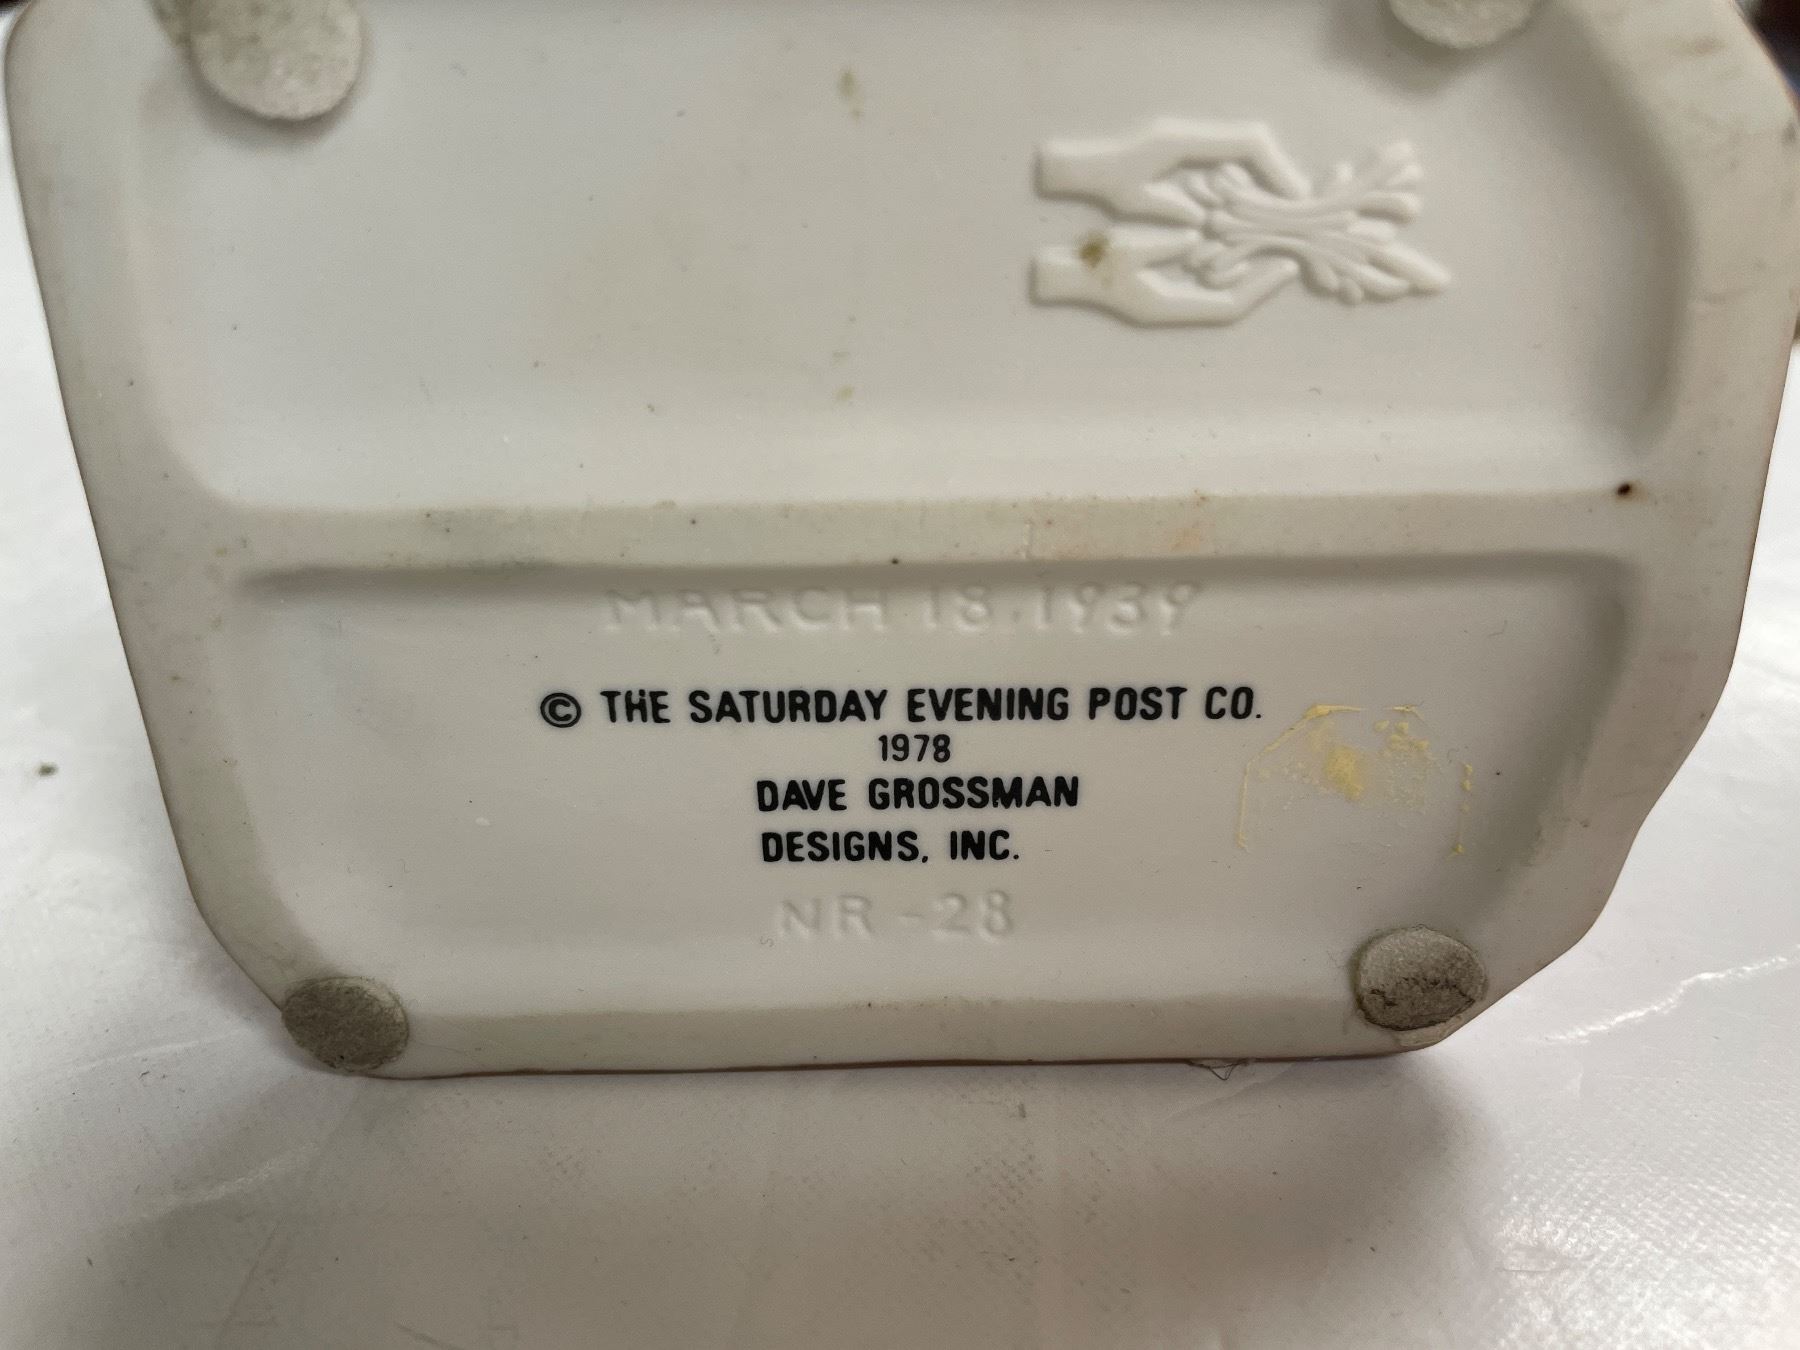 MARCH 18, 1939
© THE SATURDAY EVENING POST CO.
1978
DAVE GROSSMAN
DESIGNS, INC.
NR-28